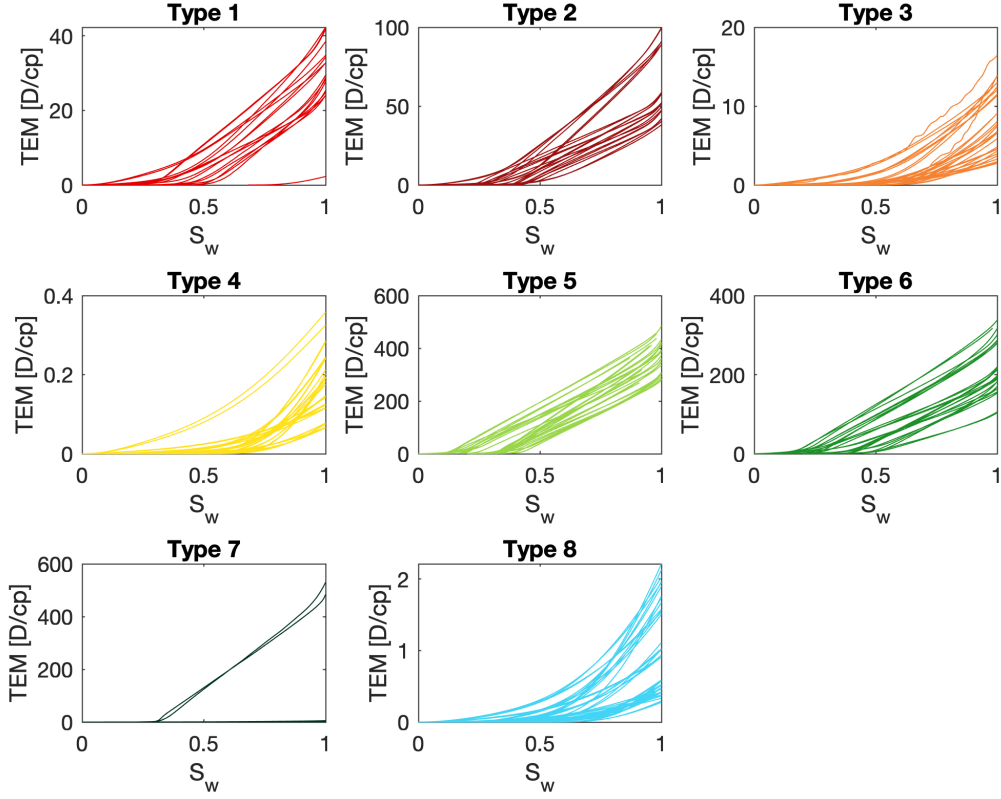 Type 1
TEM [D/cp]
40
20
0
0 0.5 1
S_w
Type 2
TEM [D/cp]
100
50
0
0 0.5 1
S_w
Type 3
TEM [D/cp]
20
10
0
0 0.5 1
S_w
Type 4
TEM [D/cp]
0.4
0.2
0
0 0.5 1
S_w
Type 5
TEM [D/cp]
600
400
200
0
0 0.5 1
S_w
Type 6
TEM [D/cp]
400
200
0
0 0.5 1
S_w
Type 7
TEM [D/cp]
600
400
200
0
0 0.5 1
S_w
Type 8
TEM [D/cp]
2
1
0
0 0.5 1
S_w